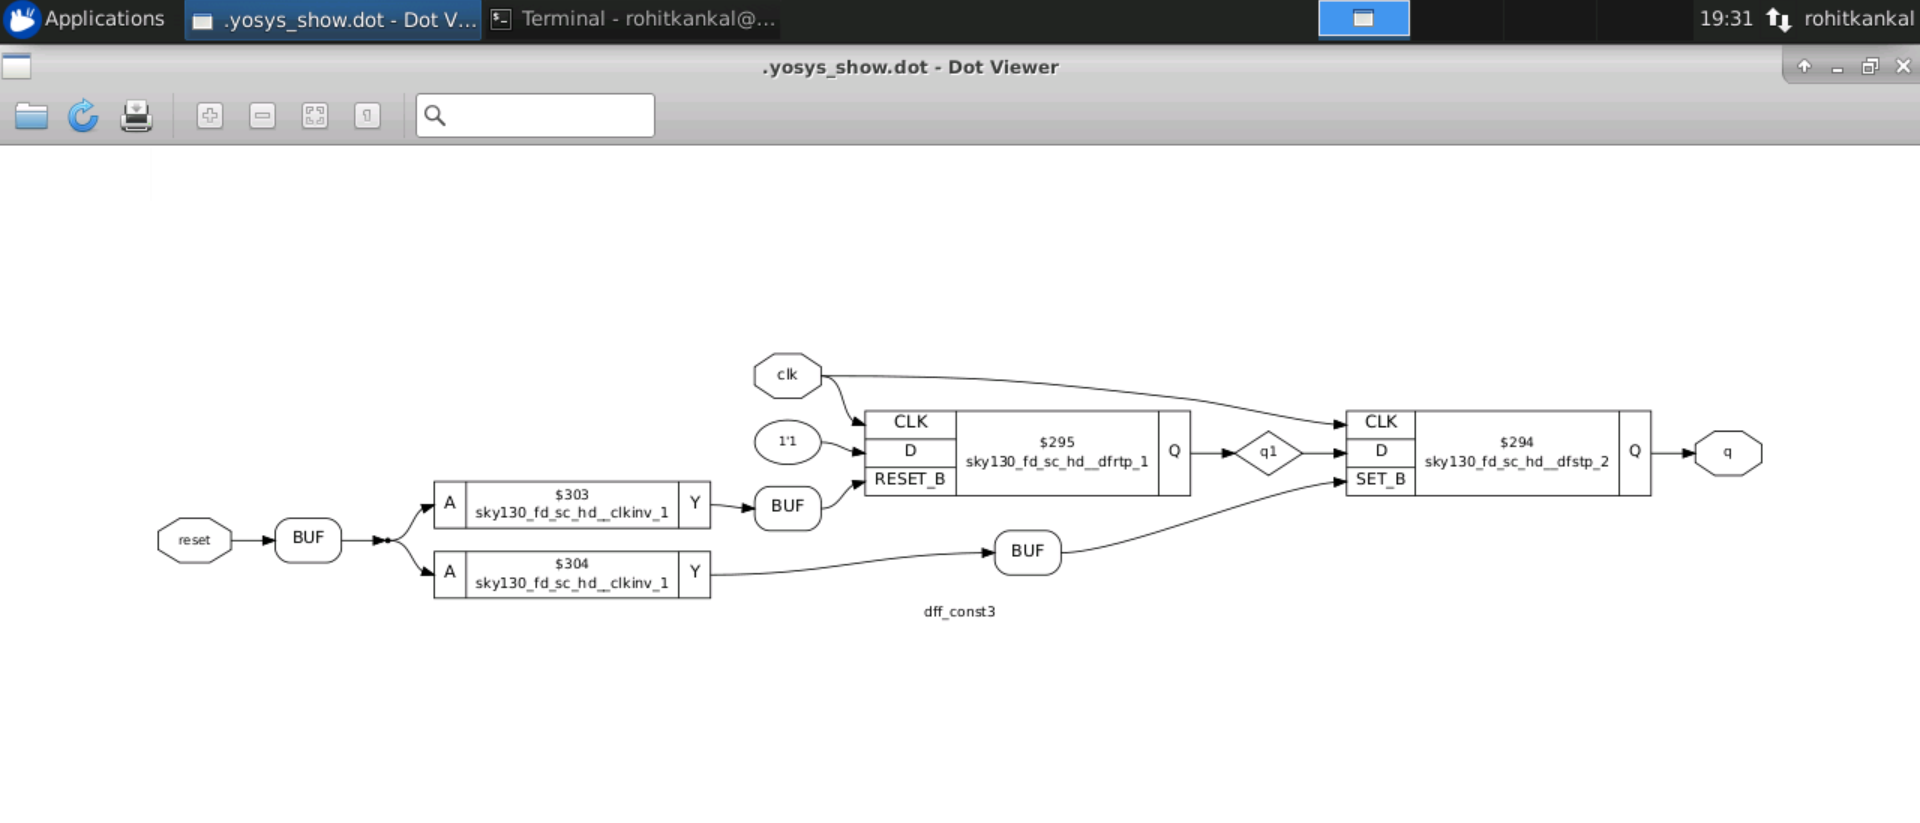 Applications
.yosys_show.dot - Dot V...
Terminal - rohitkankal@...
19:31
rohitkankal
.yosys_show.dot - Dot Viewer
clk
1'1
CLK
D
RESET_B
$295
sky130_fd_sc_hd__dfrtp_1
Q
q1
CLK
D
SET_B
$294
sky130_fd_sc_hd__dfstp_2
Q
q
reset
BUF
A
$303
sky130_fd_sc_hd__clkinv_1
Y
BUF
A
$304
sky130_fd_sc_hd__clkinv_1
Y
BUF
dff_const3